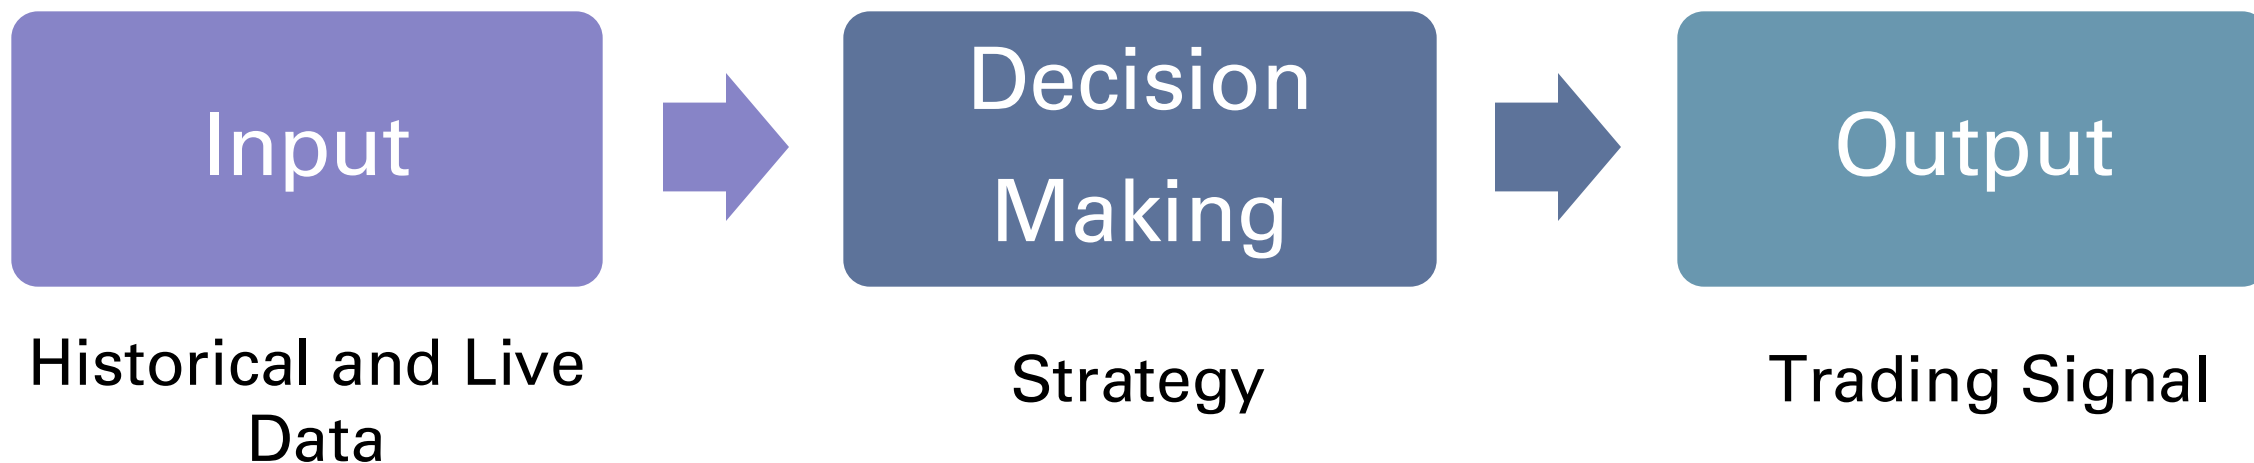 Input
Decision
Making
Output
Historical and Live
Data
Strategy
Trading Signal